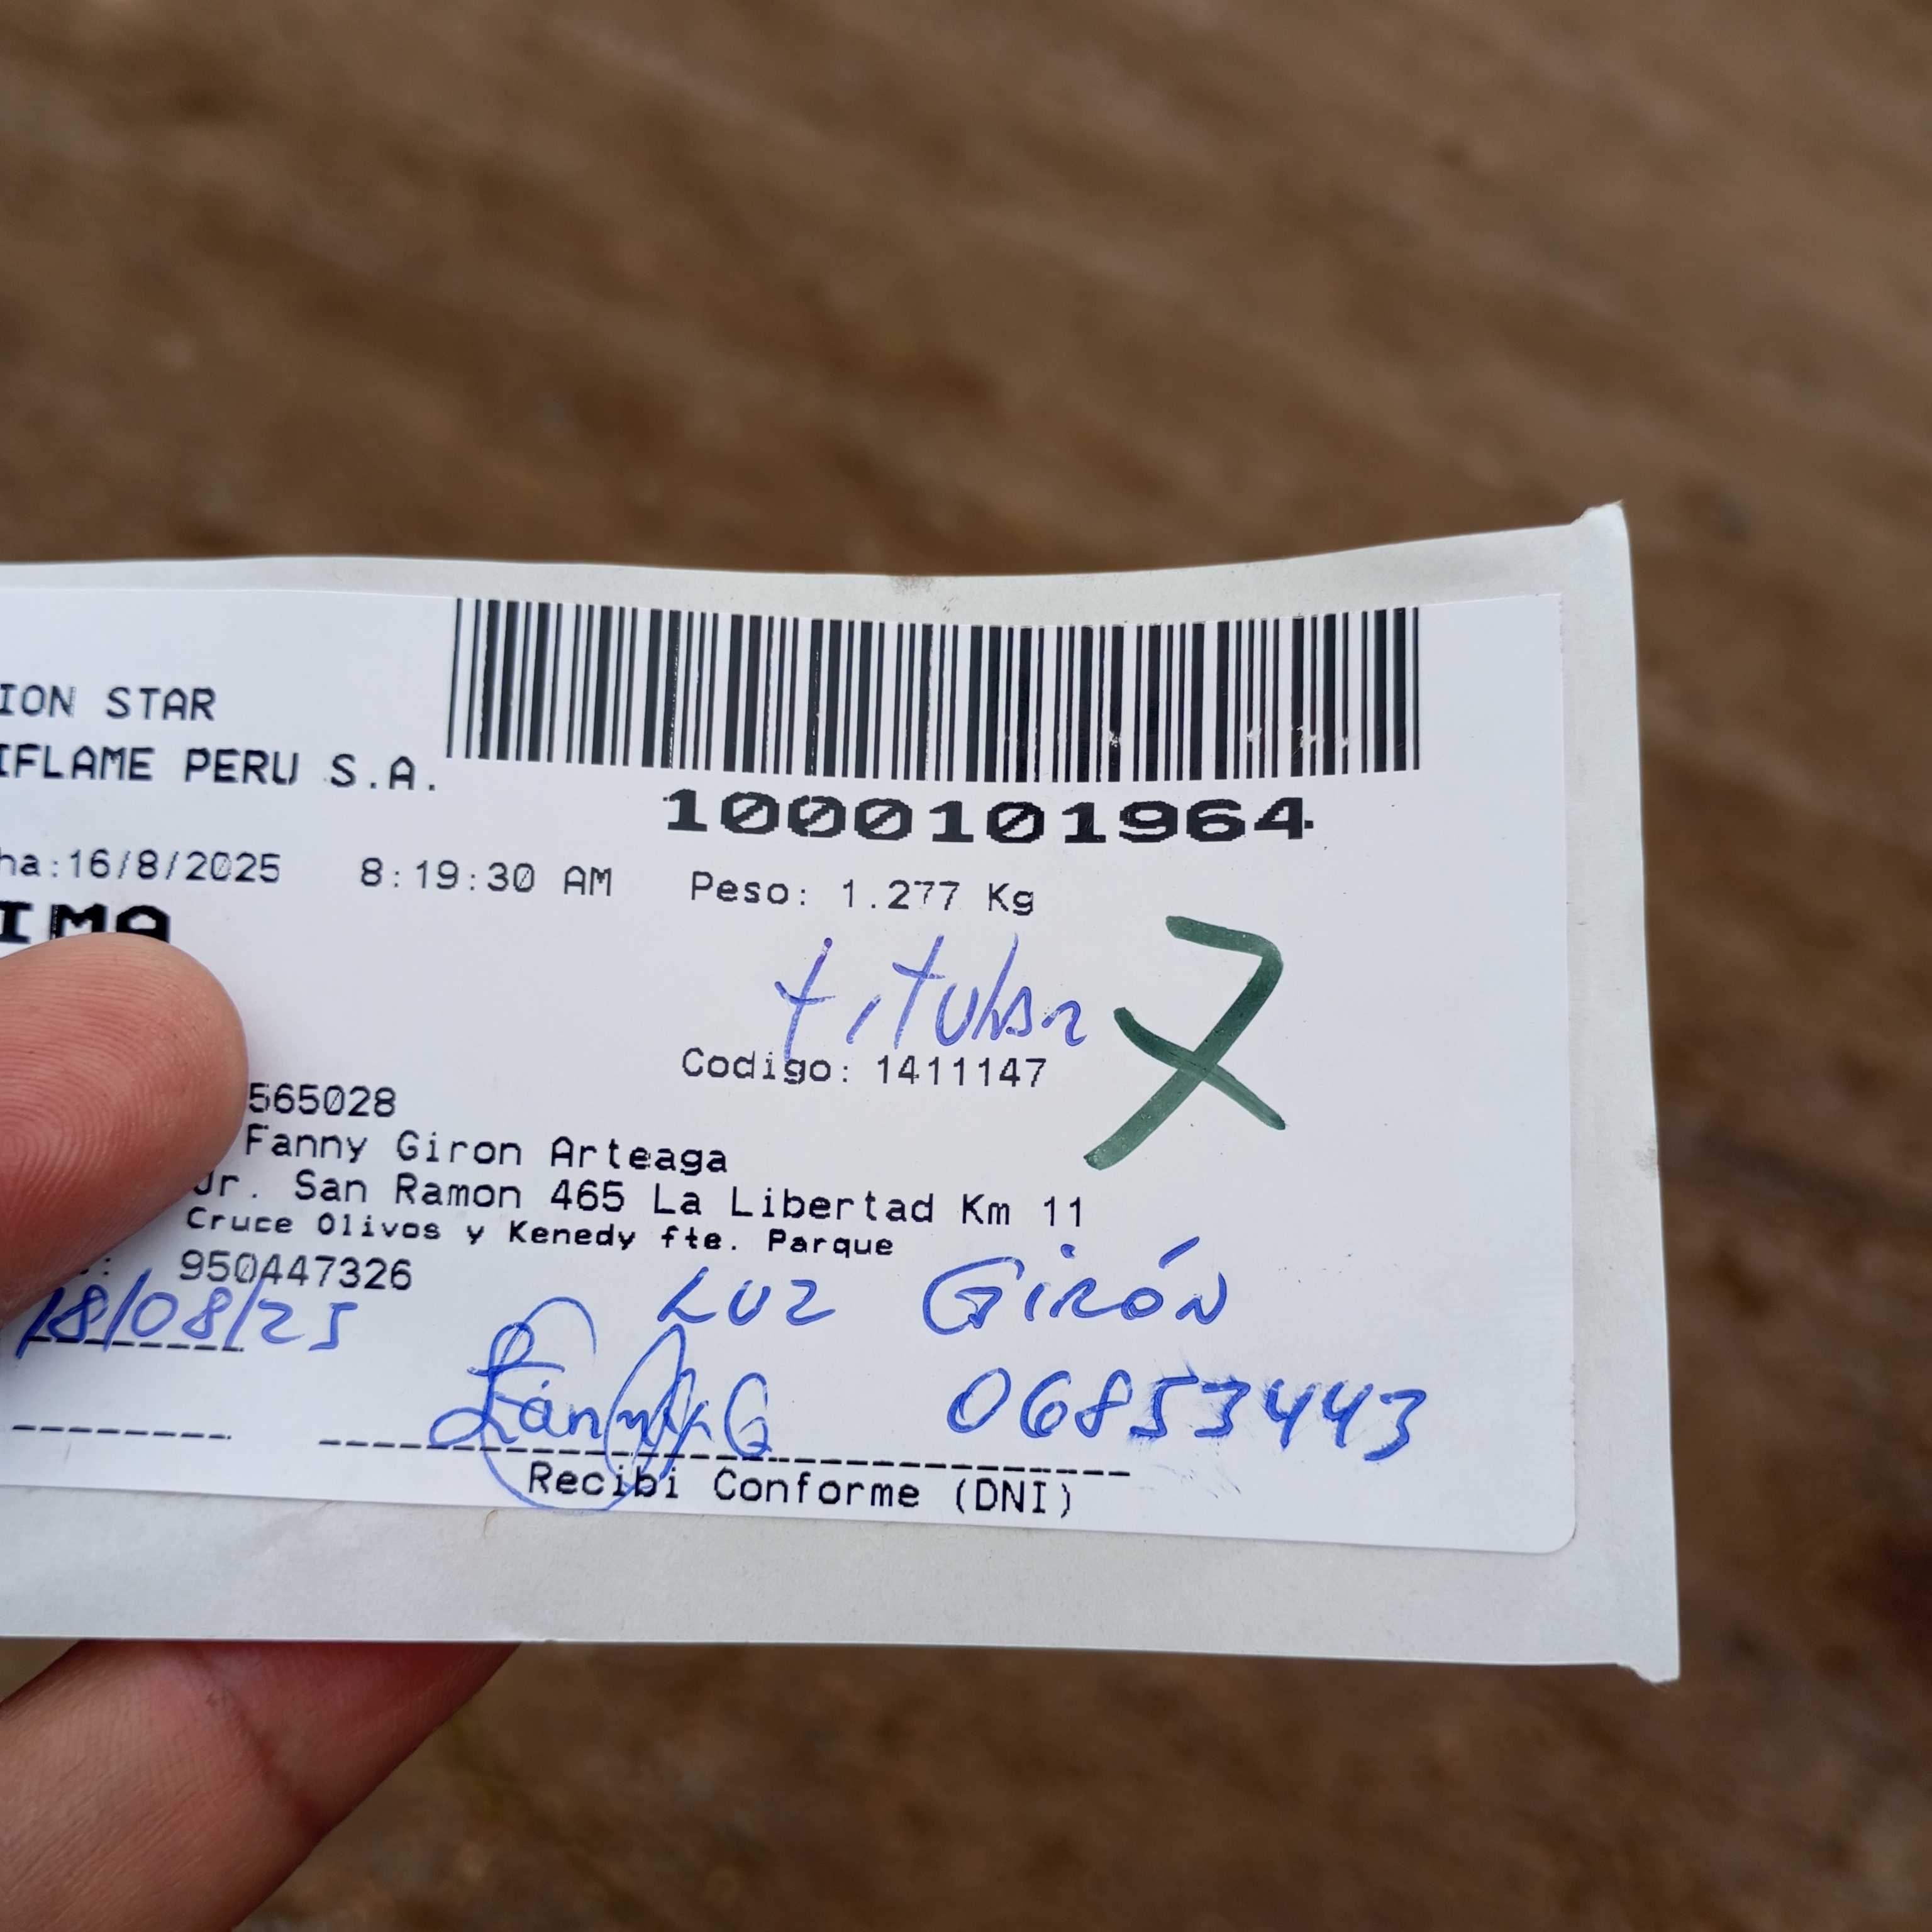 ION STAR
IFLAME PERU S.A.
1000101964
ha:16/8/2025 8:19:30 AM Peso: 1.277 Kg
IMA
titular
7
Codigo: 1411147
565028
Fanny Giron Arteaga
Jr. San Ramon 465 La Libertad Km 11
Cruce Olivos y Kenedy fte. Parque
950447326
18/08/25
LUZ GIRÓN
06853443
Recibi Conforme (DNI)